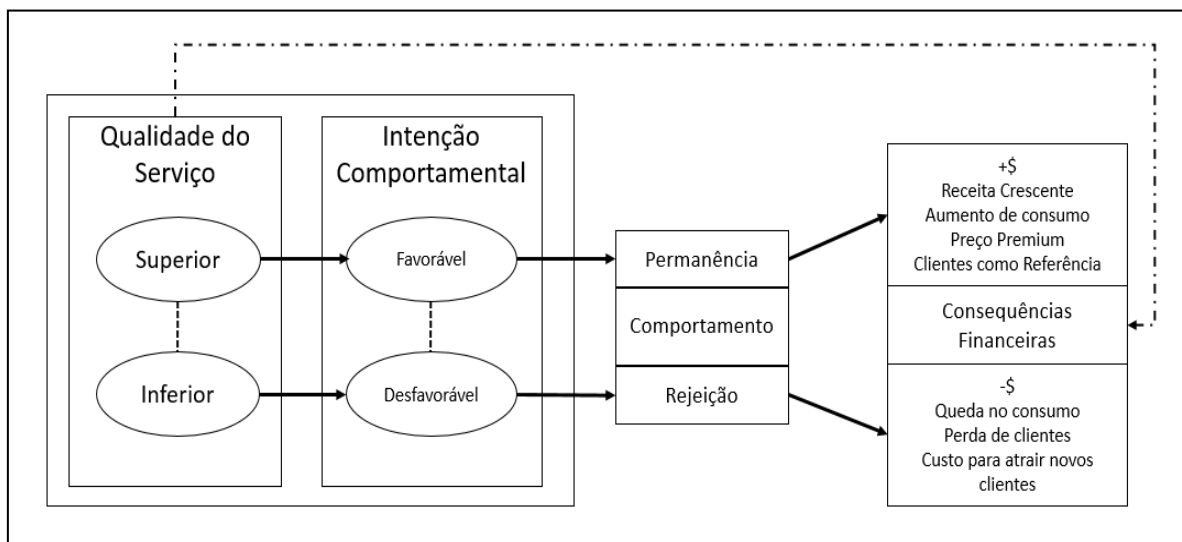 Qualidade do
Serviço
Superior
Inferior
Intenção
Comportamental
Favorável
Desfavorável
Permanência
Comportamento
Rejeição
+$
Receita Crescente
Aumento de consumo
Preço Premium
Clientes como Referência
Consequências
Financeiras
-$
Queda no consumo
Perda de clientes
Custo para atrair novos
clientes